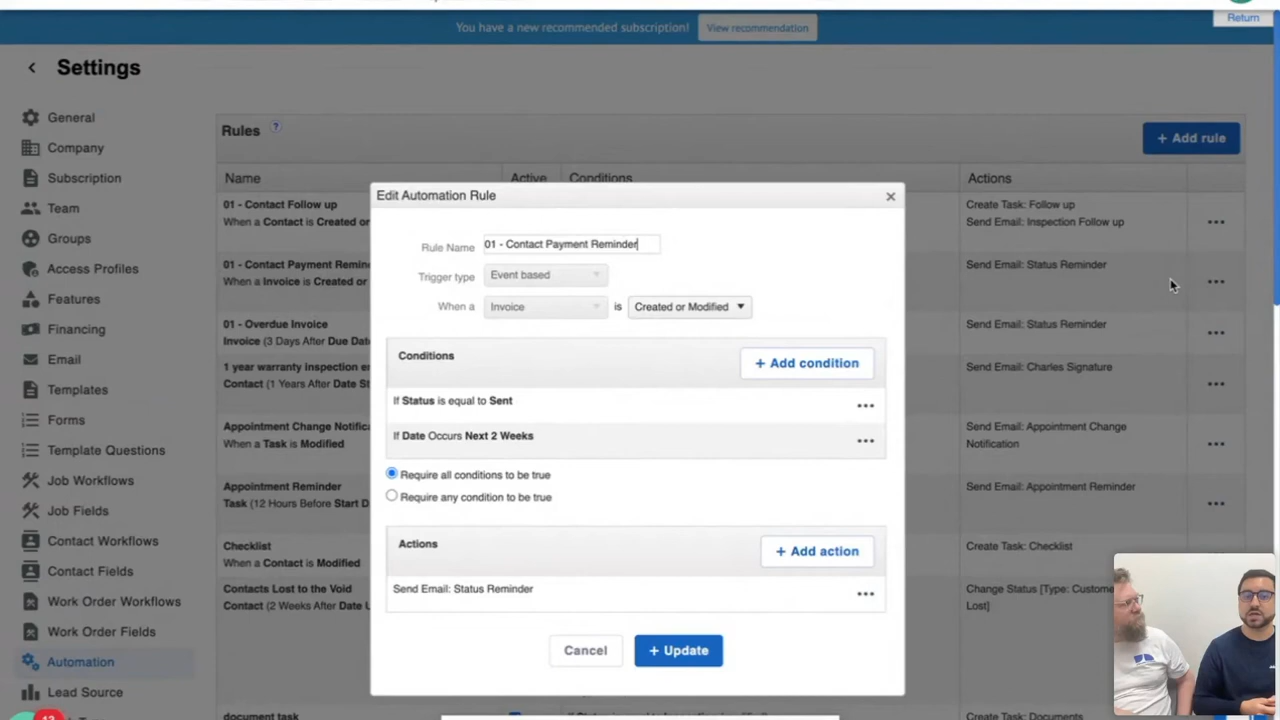 Return
You have a new recommended subscription!
View recommendation
Settings
General
Company
Subscription
Team
Groups
Access Profiles
Features
Financing
Email
Templates
Forms
Template Questions
Job Workflows
Job Fields
Contact Workflows
Contact Fields
Work Order Workflows
Work Order Fields
Automation
Lead Source
13
Rules ?
+ Add rule
Name
Active
Conditions
Actions
01 - Contact Follow up
When a Contact is Created or
Create Task: Follow up
Send Email: Inspection Follow up
01 - Contact Payment Remin
When a Invoice is Created or
Send Email: Status Reminder
01 - Overdue Invoice
Invoice (3 Days After Due Dat
Send Email: Status Reminder
1 year warranty inspection e
Contact (1 Years After Date St
Send Email: Charles Signature
Appointment Change Notifica
When a Task is Modified
Send Email: Appointment Change
Notification
Appointment Reminder
Task (12 Hours Before Start D
Send Email: Appointment Reminder
Checklist
When a Contact is Modified
Create Task: Checklist
Contacts Lost to the Void
Contact (2 Weeks After Date
Change Status [Type: Custome
Lost]
document task
Create Task: Documents
Edit Automation Rule
Rule Name
01 - Contact Payment Reminder
Trigger type
Event based
When a
Invoice
is
Created or Modified
Conditions
+ Add condition
If Status is equal to Sent
If Date Occurs Next 2 Weeks
Require all conditions to be true
Require any condition to be true
Actions
+ Add action
Send Email: Status Reminder
Cancel
+ Update